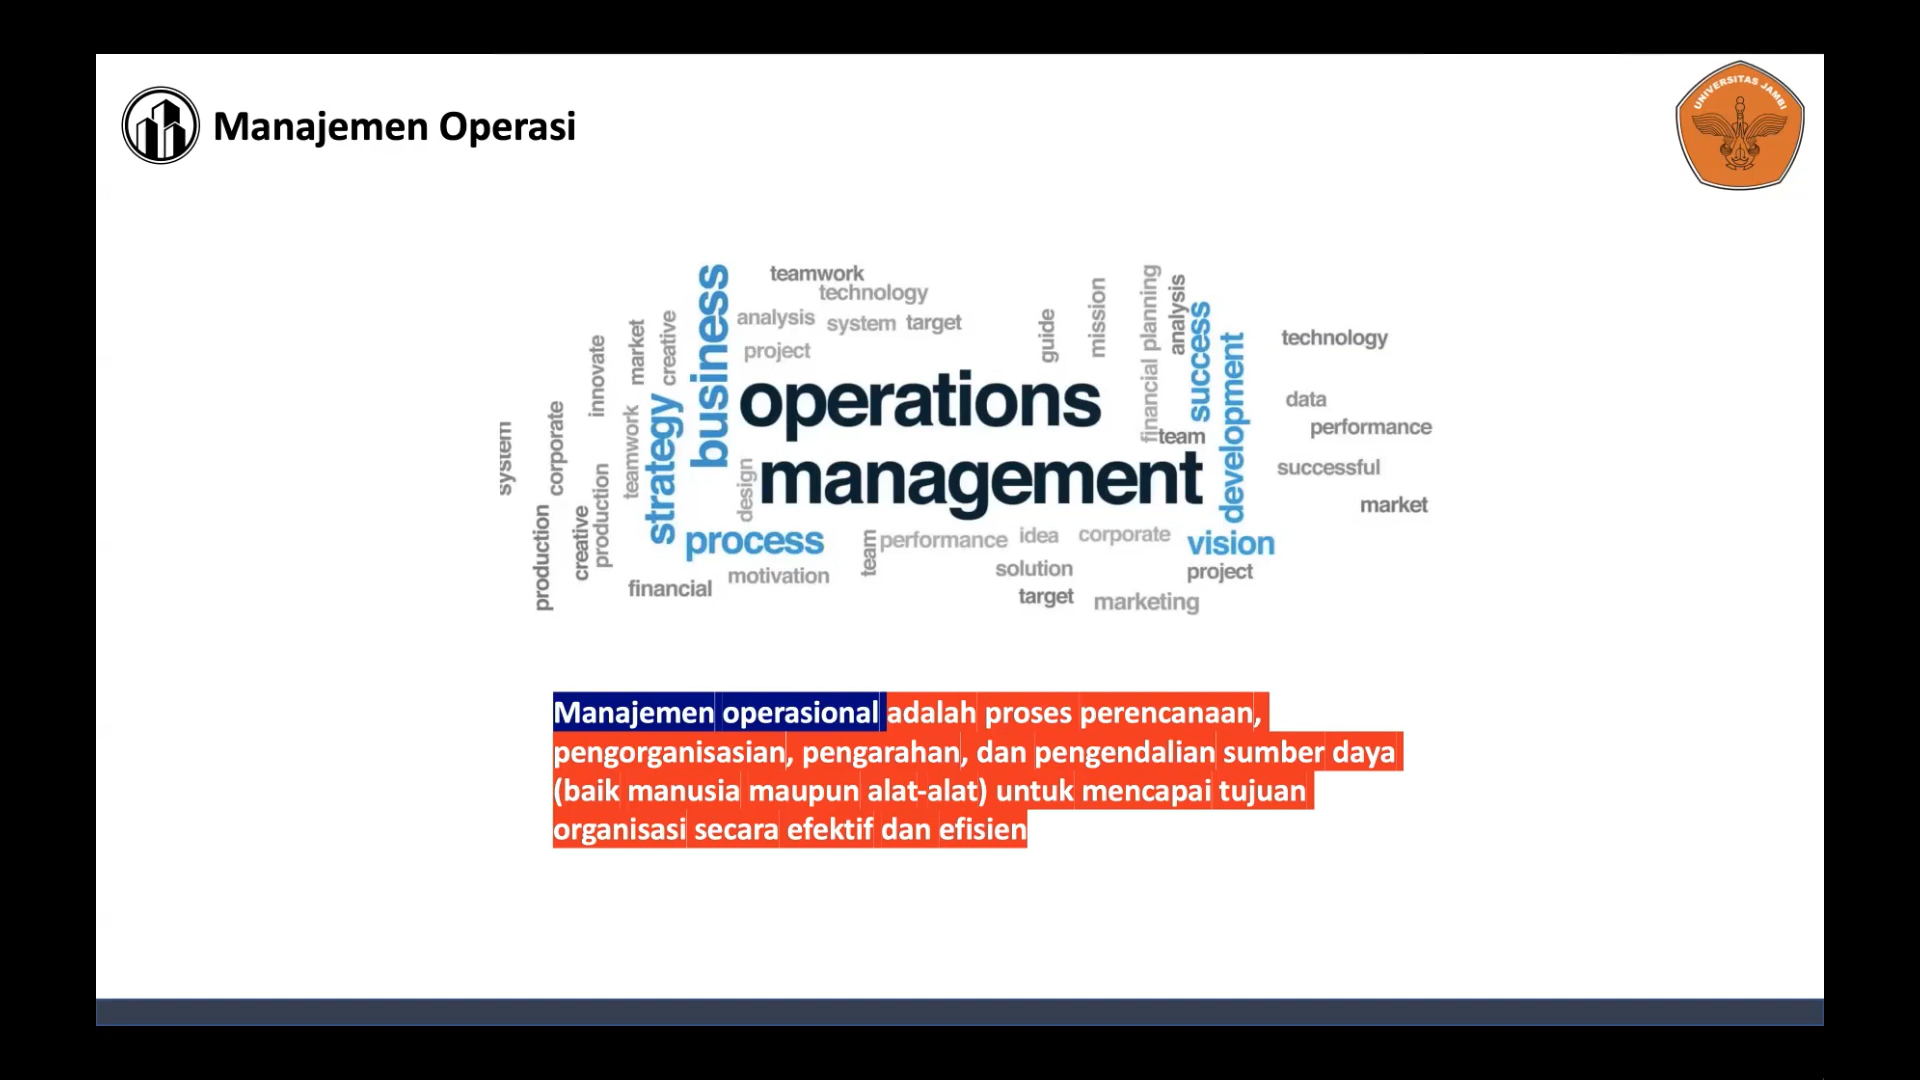 Manajemen Operasi
UNIVERSITAS JAMBI
teamwork
technology
analysis system target
project
business
creative
market
innovate
guide
mission
financial planning
analysis
success
development
technology
data
performance
successful
market
operations
management
team
system
corporate
teamwork
strategy
design
production
creative
production
process
team
performance idea corporate
vision
financial motivation
solution
project
target marketing
Manajemen operasional adalah proses perencanaan,
pengorganisasian, pengarahan, dan pengendalian sumber daya
(baik manusia maupun alat-alat) untuk mencapai tujuan
organisasi secara efektif dan efisien